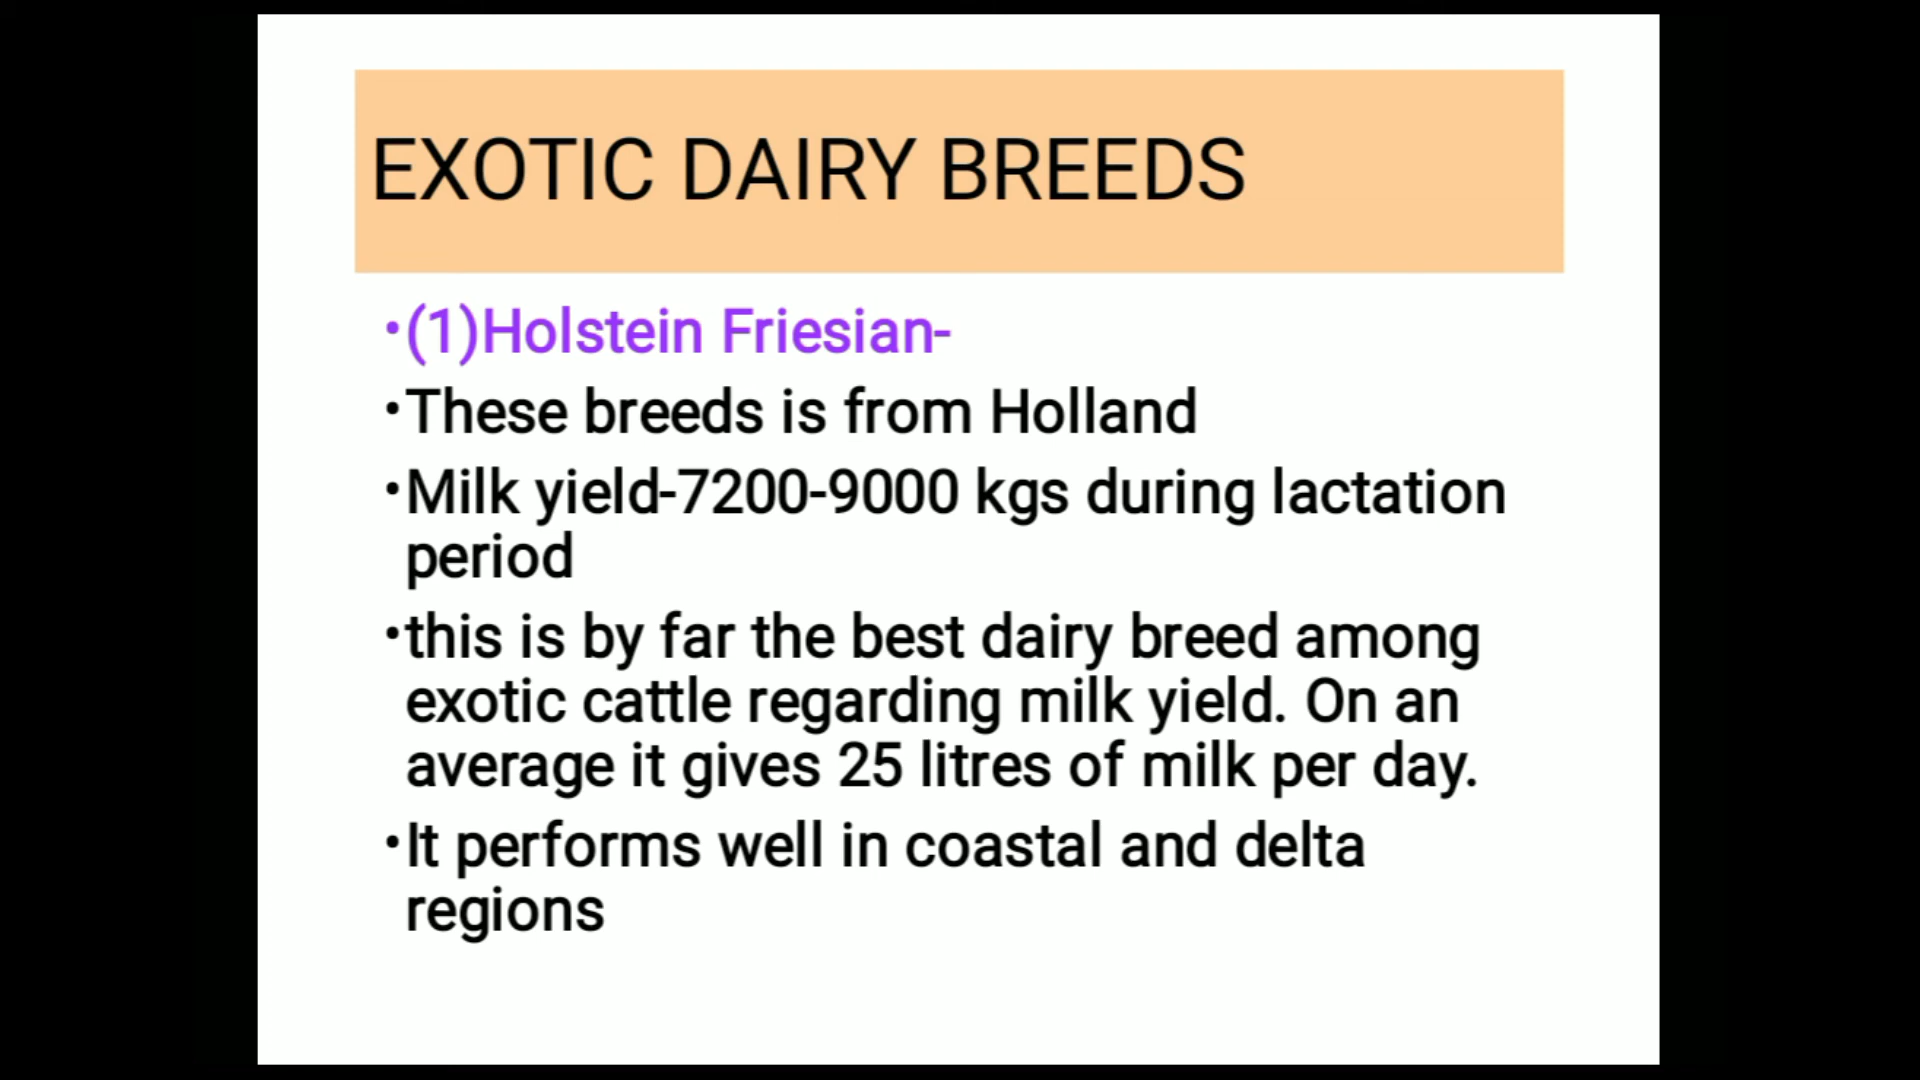 EXOTIC DAIRY BREEDS
•(1)Holstein Friesian-
•These breeds is from Holland
•Milk yield-7200-9000 kgs during lactation
period
•this is by far the best dairy breed among
exotic cattle regarding milk yield. On an
average it gives 25 litres of milk per day.
•It performs well in coastal and delta
regions